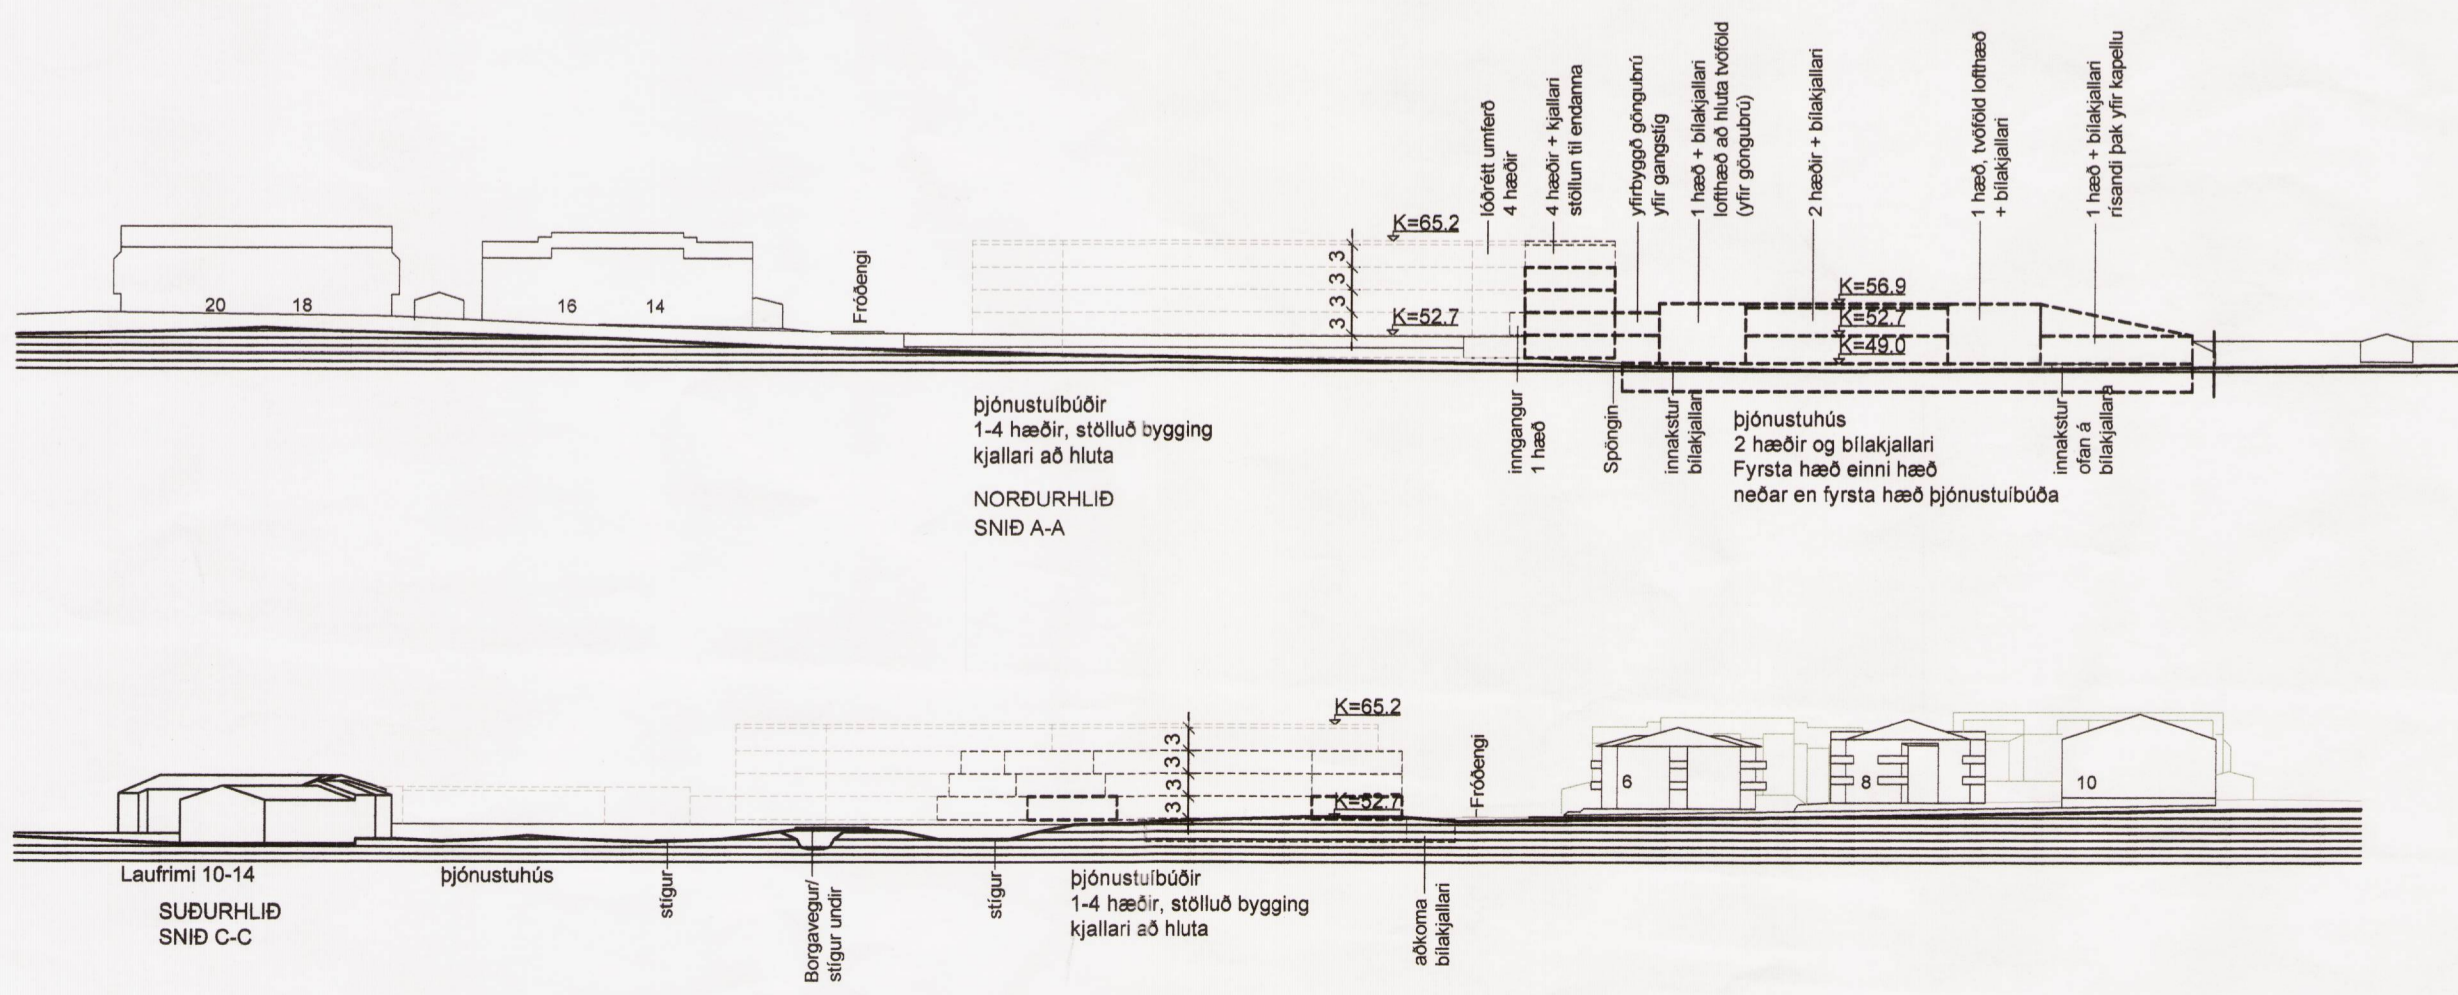 lóðrétt umferð
4 hæðir
4 hæðir + kjallari
stöllun til endanna
yfirbyggð göngubrú
yfir gangstíg
1 hæð + bílakjallari
lofthæð að hluta tvöföld
(yfir göngubrú)
2 hæðir + bílakjallari
1 hæð, tvöföld lofthæð
+ bílakjallari
1 hæð + bílakjallari
rísandi þak yfir kapellu
20
18
16
14
Fróðengi
3
3
3
3
K=65.2
K=52.7
K=56.9
K=52.7
K=49.0
þjónustuíbúðir
1-4 hæðir, stölluð bygging
kjallari að hluta
NORÐURHLIÐ
SNIÐ A-A
inngangur
1 hæð
Spöngin
innakstur
bílakjallari
þjónustuhús
2 hæðir og bílakjallari
Fyrsta hæð einni hæð
neðar en fyrsta hæð þjónustuíbúða
innakstur
ofan á
bílakjallara
K=65.2
3
3
3
3
K=52.7
Fróðengi
6
8
10
Laufrimi 10-14
SUÐURHLIÐ
SNIÐ C-C
þjónustuhús
stígur
Borgavegur/
stígur undir
stígur
þjónustuíbúðir
1-4 hæðir, stölluð bygging
kjallari að hluta
aðkoma
bílakjallari